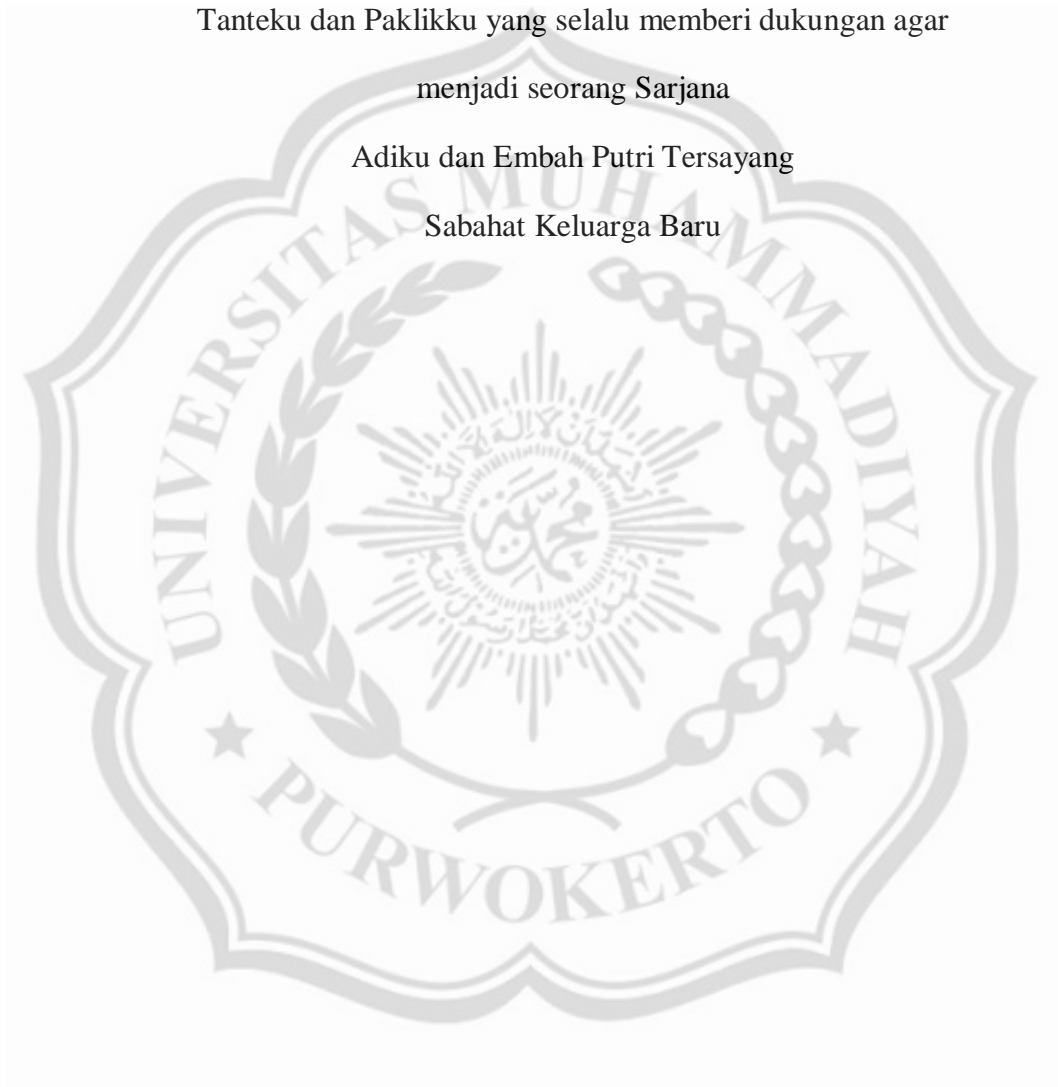 Tanteku dan Paklikku yang selalu memberi dukungan agar
menjadi seorang Sarjana
Adiku dan Embah Putri Tersayang
Sabahat Keluarga Baru
UNIVERSITAS MUHAMMADIYAH
محمدية
PURWOKERTO